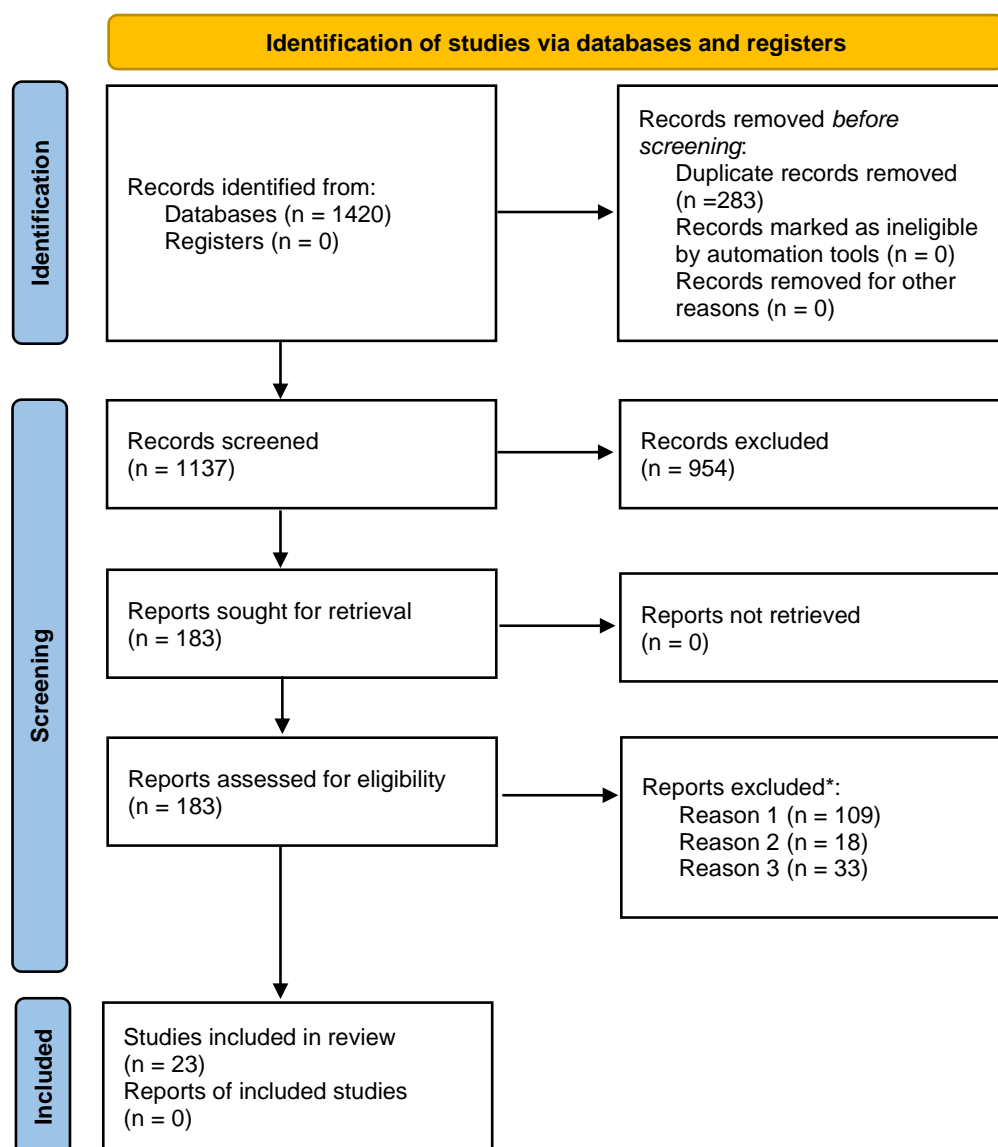 Identification of studies via databases and registers
Identification
Records identified from:
Databases (n = 1420)
Registers (n = 0)
Records removed before
screening:
Duplicate records removed
(n =283)
Records marked as ineligible
by automation tools (n = 0)
Records removed for other
reasons (n = 0)
Screening
Records screened
(n = 1137)
Records excluded
(n = 954)
Reports sought for retrieval
(n = 183)
Reports not retrieved
(n = 0)
Reports assessed for eligibility
(n = 183)
Reports excluded*:
Reason 1 (n = 109)
Reason 2 (n = 18)
Reason 3 (n = 33)
Included
Studies included in review
(n = 23)
Reports of included studies
(n = 0)